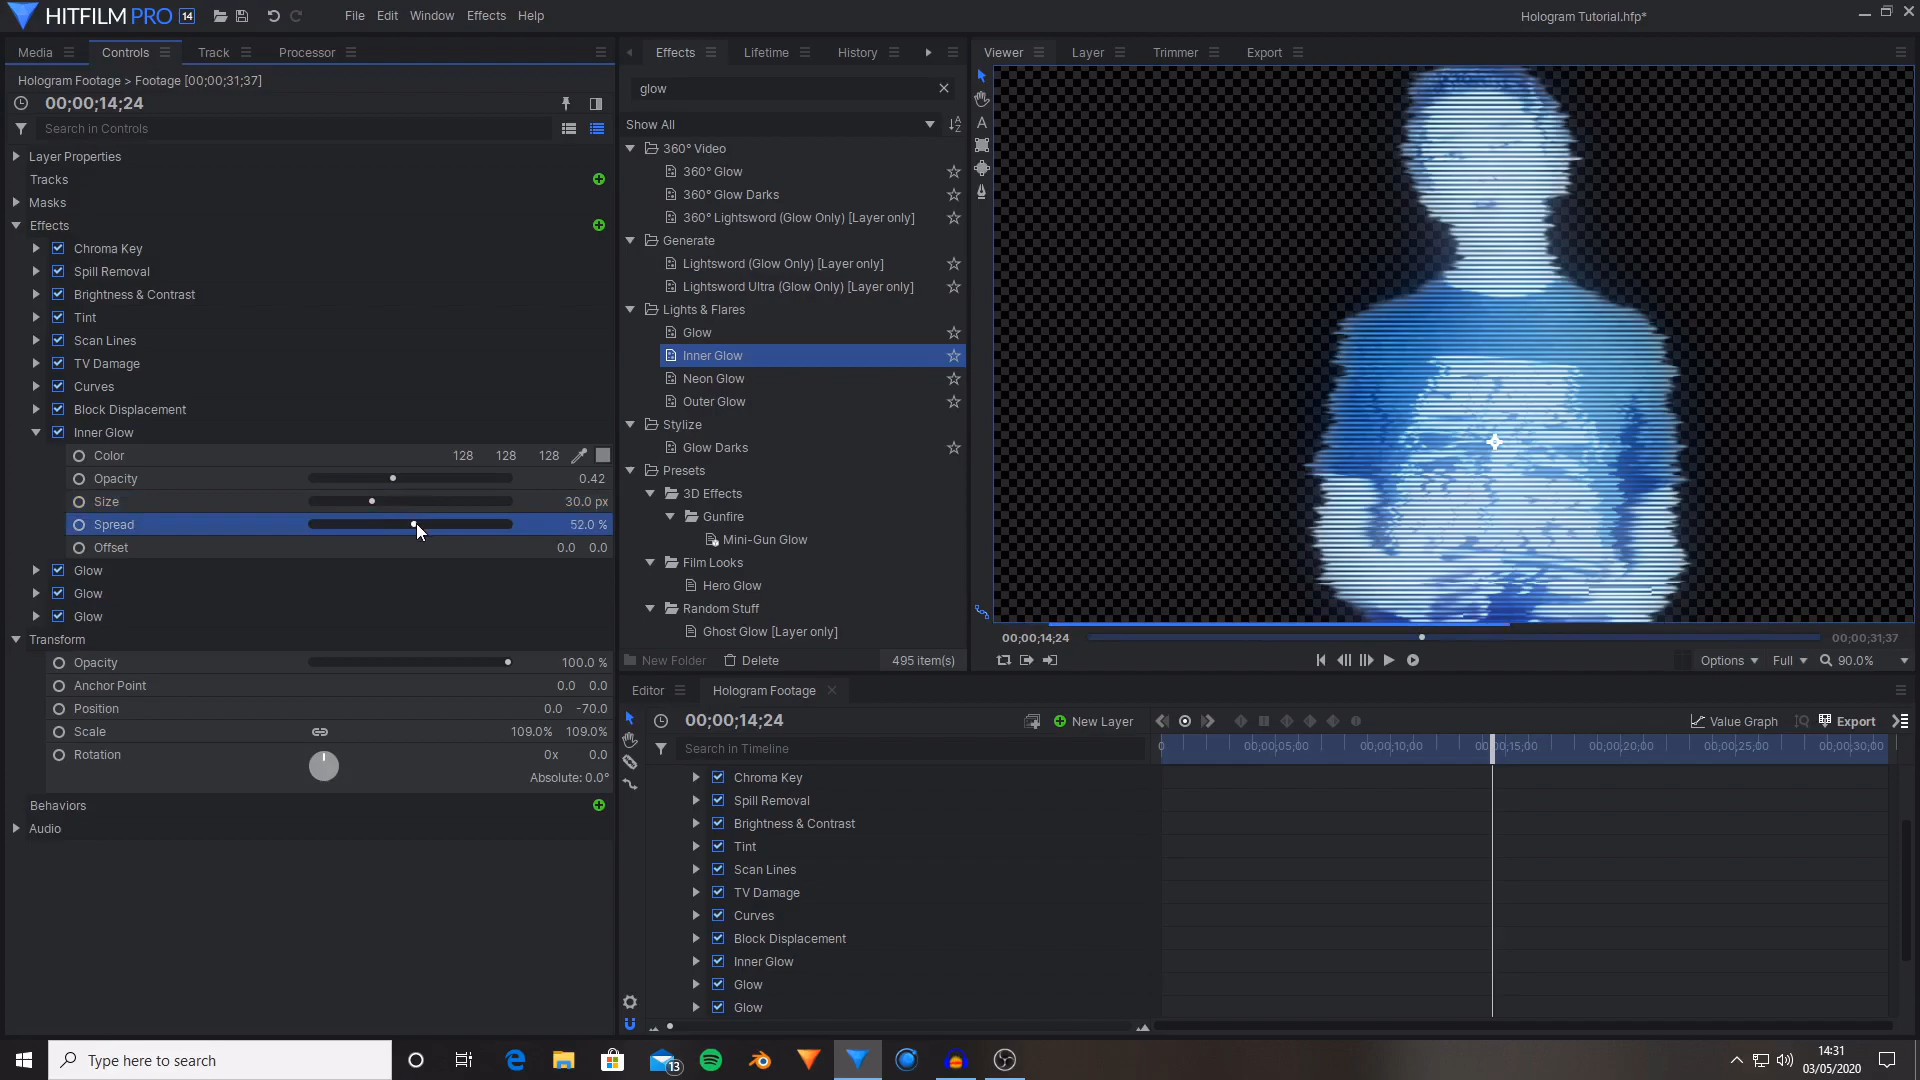 HITFILM PRO 14
File Edit Window Effects Help
Hologram Tutorial.hfp*
Media Controls Track Processor
Hologram Footage > Footage [00;00;31;37]
00;00;14;24
Search in Controls
Layer Properties
Tracks
Masks
Effects
Chroma Key
Spill Removal
Brightness & Contrast
Tint
Scan Lines
TV Damage
Curves
Block Displacement
Inner Glow
Color 128 128 128
Opacity 0.42
Size 30.0 px
Spread 52.0 %
Offset 0.0 0.0
Glow
Glow
Glow
Transform
Opacity 100.0 %
Anchor Point 0.0 0.0
Position 0.0 -70.0
Scale 109.0% 109.0%
Rotation 0x 0.0
Absolute: 0.0°
Behaviors
Audio
Effects Lifetime History
glow
Show All
360° Video
360° Glow
360° Glow Darks
360° Lightsword (Glow Only) [Layer only]
Generate
Lightsword (Glow Only) [Layer only]
Lightsword Ultra (Glow Only) [Layer only]
Lights & Flares
Glow
Inner Glow
Neon Glow
Outer Glow
Stylize
Glow Darks
Presets
3D Effects
Gunfire
Mini-Gun Glow
Film Looks
Hero Glow
Random Stuff
Ghost Glow [Layer only]
New Folder Delete 495 item(s)
Viewer Layer Trimmer Export
00;00;14;24 00;00;31;37
Options Full 90.0%
Editor Hologram Footage
00;00;14;24 New Layer Value Graph Export
Search in Timeline
0 00;00;05;00 00;00;10;00 00;00;15;00 00;00;20;00 00;00;25;00 00;00;30;00
Chroma Key
Spill Removal
Brightness & Contrast
Tint
Scan Lines
TV Damage
Curves
Block Displacement
Inner Glow
Glow
Glow
Type here to search
13
14:31
03/05/2020